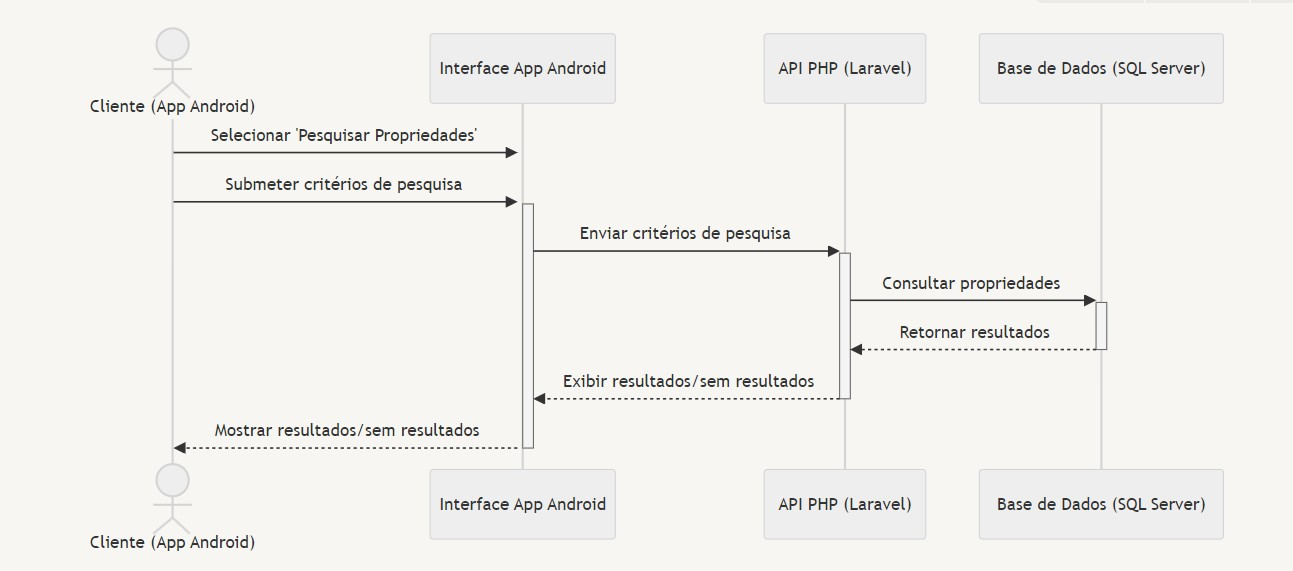 Interface App Android
API PHP (Laravel)
Base de Dados (SQL Server)
Cliente (App Android)
Selecionar 'Pesquisar Propriedades'
Submeter critérios de pesquisa
Enviar critérios de pesquisa
Consultar propriedades
Retornar resultados
Exibir resultados/sem resultados
Mostrar resultados/sem resultados
Interface App Android
API PHP (Laravel)
Base de Dados (SQL Server)
Cliente (App Android)